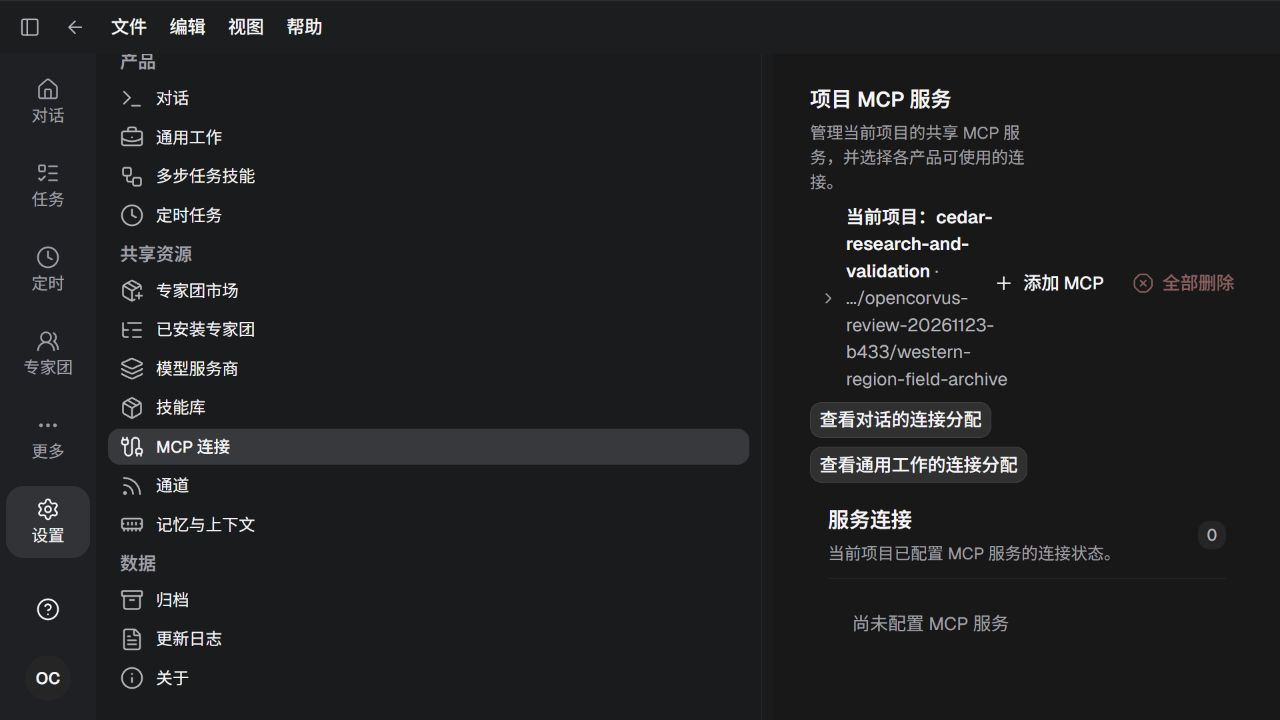 文件 编辑 视图 帮助
对话
任务
定时
专家团
更多
设置
OC
产品
对话
通用工作
多步任务技能
定时任务
共享资源
专家团市场
已安装专家团
模型服务商
技能库
MCP 连接
通道
记忆与上下文
数据
归档
更新日志
关于
项目 MCP 服务
管理当前项目的共享 MCP 服
务，并选择各产品可使用的连
接。
当前项目：cedar-
research-and-
validation ·
.../opencorvus-
review-20261123-
b433/western-
region-field-archive
添加 MCP
全部删除
查看对话的连接分配
查看通用工作的连接分配
服务连接
当前项目已配置 MCP 服务的连接状态。
0
尚未配置 MCP 服务